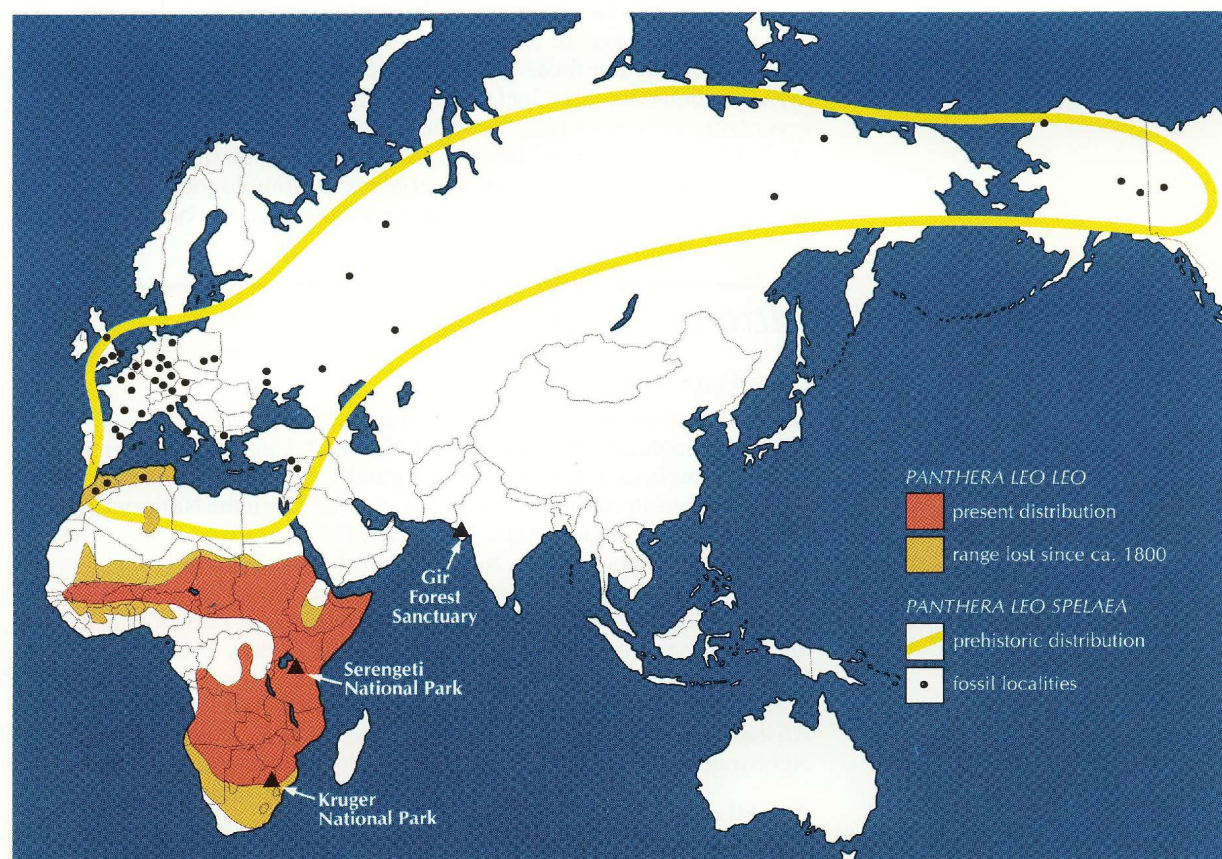 PANTHERA LEO LEO
present distribution
range lost since ca. 1800
PANTHERA LEO SPELAEA
prehistoric distribution
fossil localities
Gir
Forest
Sanctuary
Serengeti
National Park
Kruger
National Park